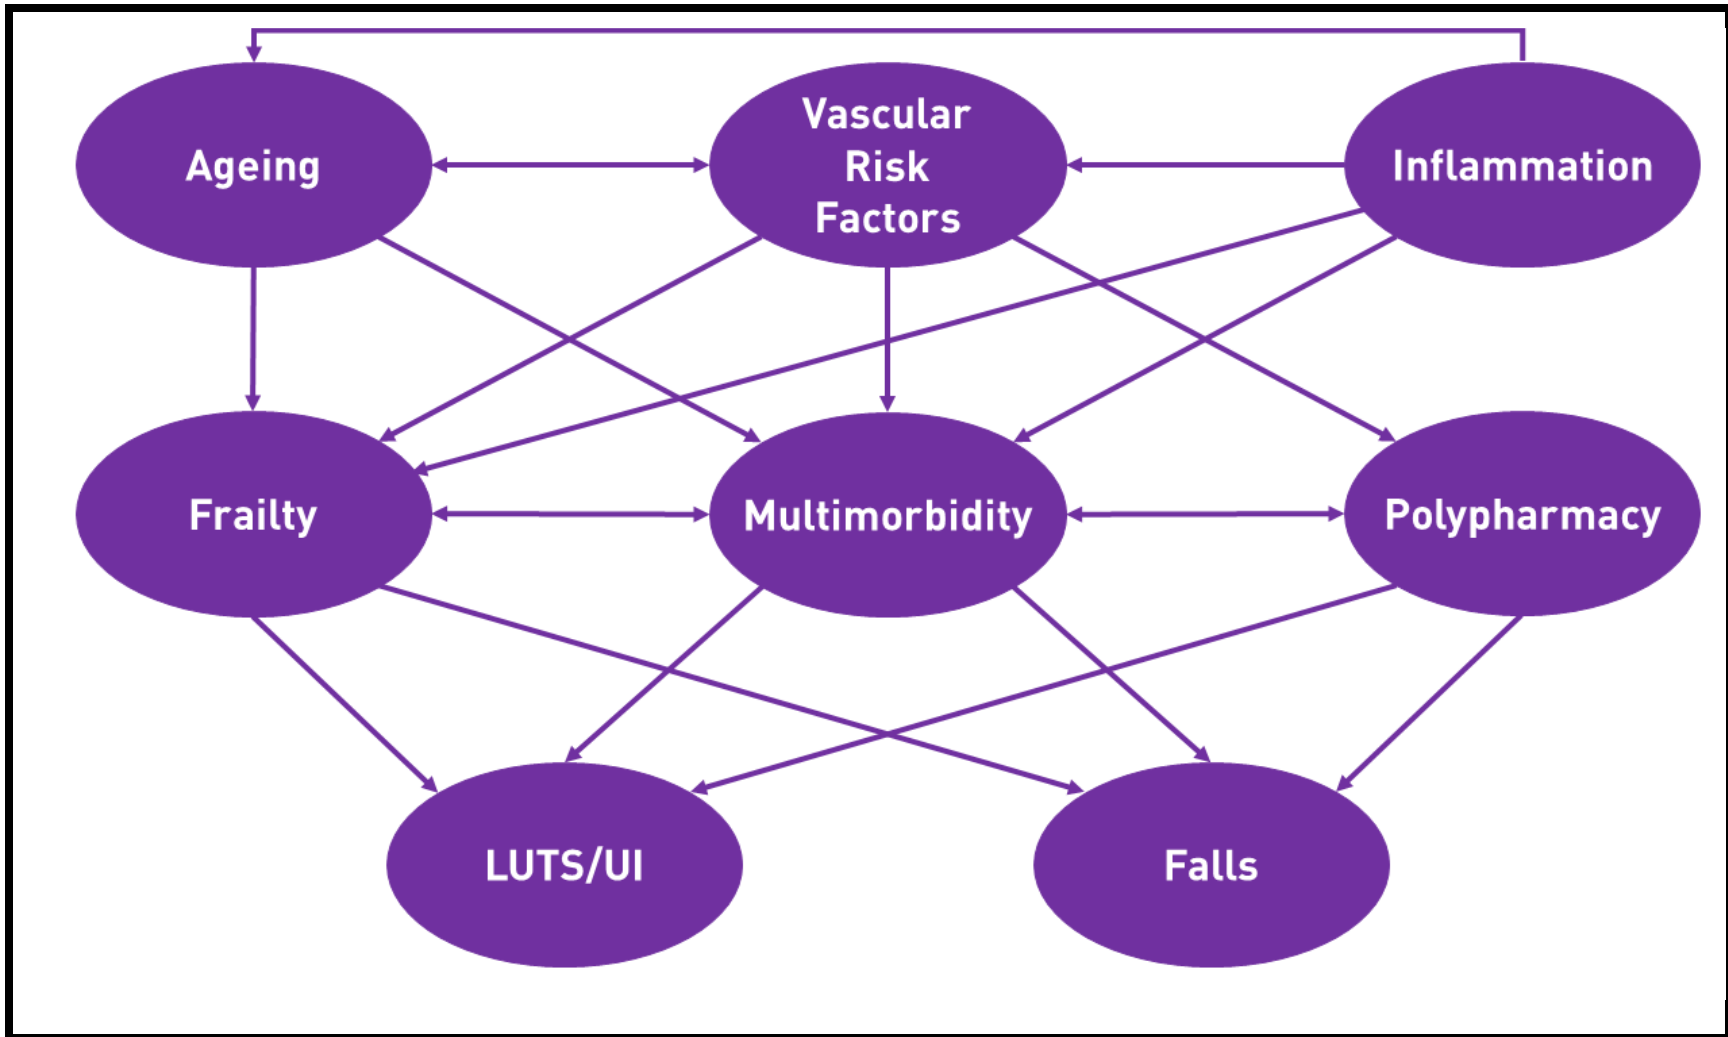 Ageing
Vascular
Risk
Factors
Inflammation
Frailty
Multimorbidity
Polypharmacy
LUTS/UI
Falls